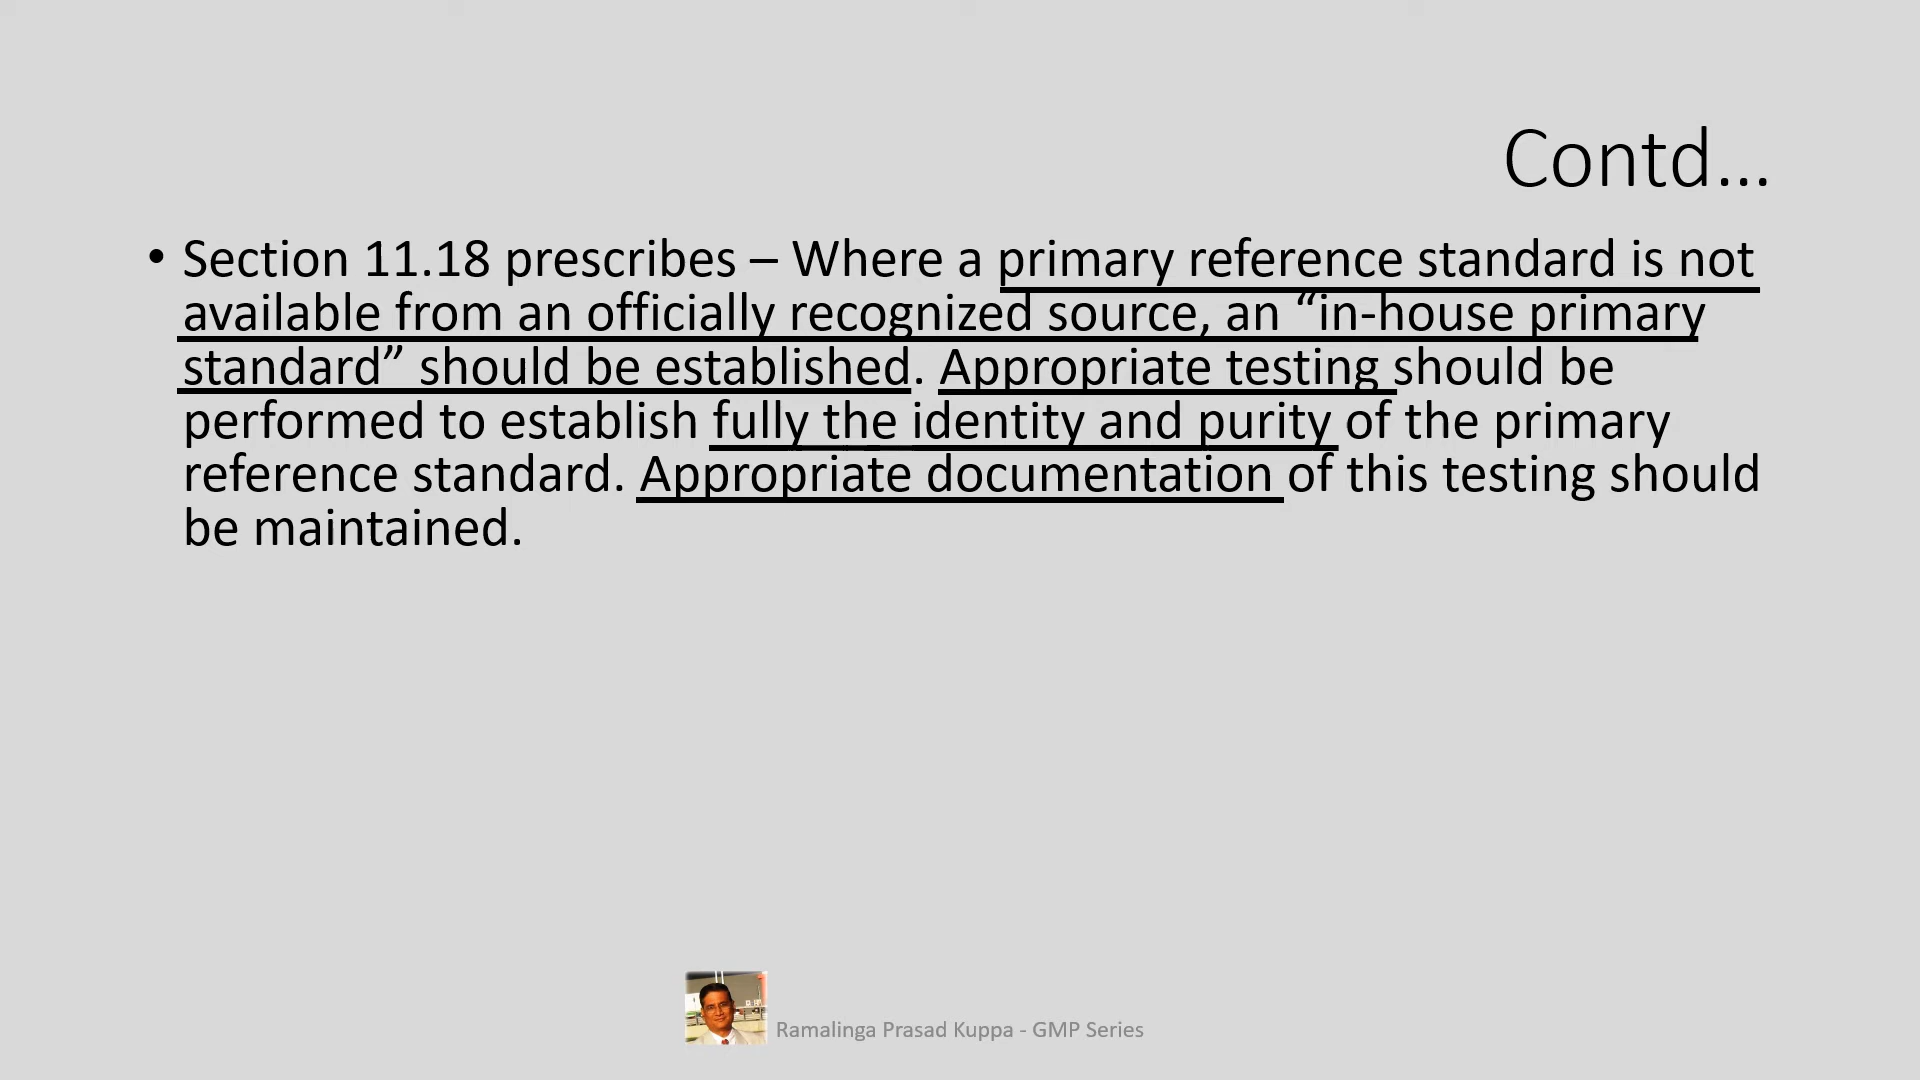 Contd...
• Section 11.18 prescribes – Where a primary reference standard is not
available from an officially recognized source, an “in-house primary
standard” should be established. Appropriate testing should be
performed to establish fully the identity and purity of the primary
reference standard. Appropriate documentation of this testing should
be maintained.
Ramalinga Prasad Kuppa - GMP Series